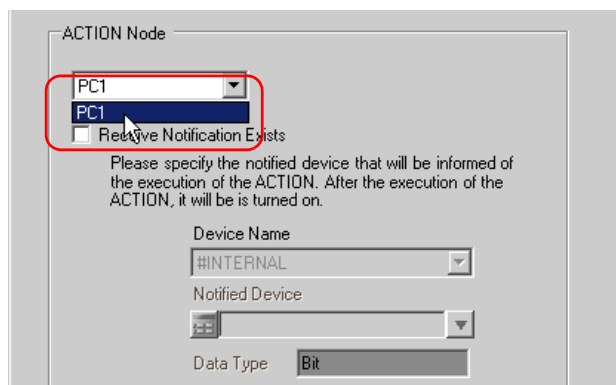 ACTION Node
PC1
PC1
Receive Notification Exists
Please specify the notified device that will be informed of
the execution of the ACTION. After the execution of the
ACTION, it will be is turned on.
Device Name
#INTERNAL
Notified Device
Data Type Bit